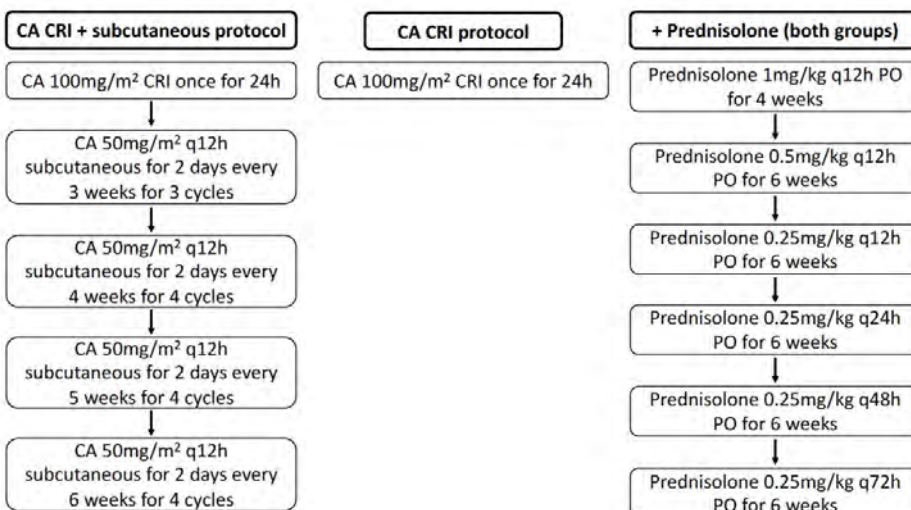 CA CRI + subcutaneous protocol
CA 100mg/m² CRI once for 24h
CA 50mg/m² q12h
subcutaneous for 2 days every
3 weeks for 3 cycles
CA 50mg/m² q12h
subcutaneous for 2 days every
4 weeks for 4 cycles
CA 50mg/m² q12h
subcutaneous for 2 days every
5 weeks for 4 cycles
CA 50mg/m² q12h
subcutaneous for 2 days every
6 weeks for 4 cycles
CA CRI protocol
CA 100mg/m² CRI once for 24h
+ Prednisolone (both groups)
Prednisolone 1mg/kg q12h PO
for 4 weeks
Prednisolone 0.5mg/kg q12h
PO for 6 weeks
Prednisolone 0.25mg/kg q12h
PO for 6 weeks
Prednisolone 0.25mg/kg q24h
PO for 6 weeks
Prednisolone 0.25mg/kg q48h
PO for 6 weeks
Prednisolone 0.25mg/kg q72h
PO for 6 weeks